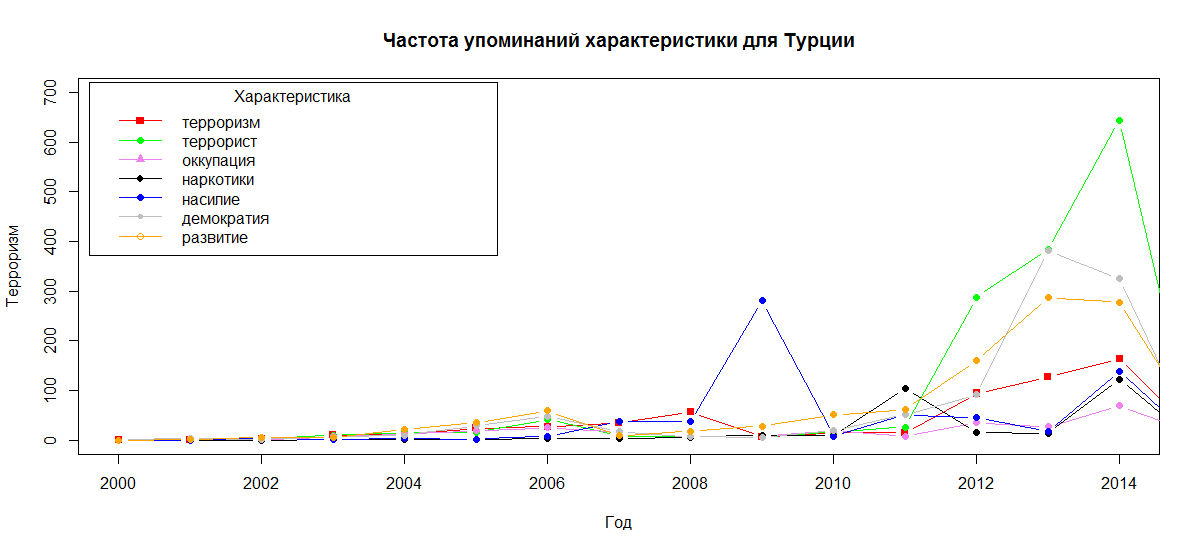 Частота упоминаний характеристики для Турции
Характеристика
терроризм
террорист
оккупация
наркотики
насилие
демократия
развитие
Терроризм
700
600
500
400
300
200
100
0
2000 2002 2004 2006 2008 2010 2012 2014
Год